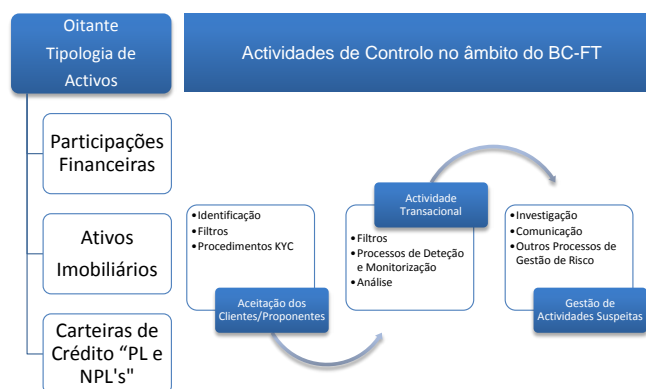 Oitante
Tipologia de
Activos
Actividades de Controlo no âmbito do BC-FT
Participações
Financeiras
Ativos
Imobiliários
Carteiras de
Crédito “PL e
NPL's"
•Identificação
•Filtros
•Procedimentos KYC
Aceitação dos
Clientes/Proponentes
Actividade
Transacional
•Filtros
•Processos de Deteção
e Monitorização
•Análise
•Investigação
•Comunicação
•Outros Processos de
Gestão de Risco
Gestão de
Actividades Suspeitas